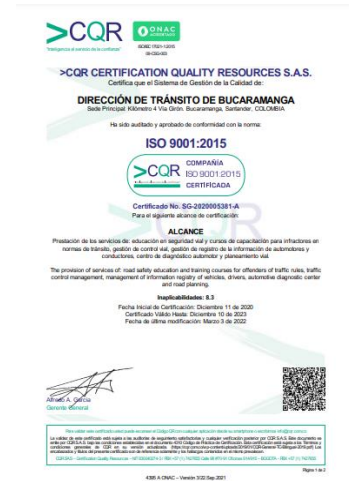 >CQR
"Inteligencia al servicio de la confianza"
ONAC
ACREDITADO
ISO/IEC 17021-1:2015
>CQR CERTIFICATION QUALITY RESOURCES S.A.S.
Certifica que el Sistema de Gestión de la Calidad de:
DIRECCIÓN DE TRÁNSITO DE BUCARAMANGA
Sede Principal: Kilómetro 4 Vía Girón. Bucaramanga, Santander, COLOMBIA
Ha sido auditado y aprobado de conformidad con la norma:
ISO 9001:2015
>CQR
COMPAÑÍA
ISO 9001:2015
CERTIFICADA
Certificado No. SG-2020005381-A
Para el siguiente alcance de certificación:
ALCANCE
Prestación de los servicios de: educación en seguridad vial y cursos de capacitación para infractores en
normas de tránsito, gestión de control vial, gestión de registro de la información de automotores y
conductores, centro de diagnóstico automotor y planeamiento vial.
The provision of services of: road safety education and training courses for offenders of traffic rules, traffic
control management, management of information registry of vehicles, drivers, automotive diagnostic center
and road planning.
Inaplicabilidades: 8.3
Fecha Inicial de Certificación: Diciembre 11 de 2020
Certificado Válido Hasta: Diciembre 10 de 2023
Fecha de última modificación: Marzo 3 de 2022
Alfredo A. García
Gerente General
Página 1 de 2